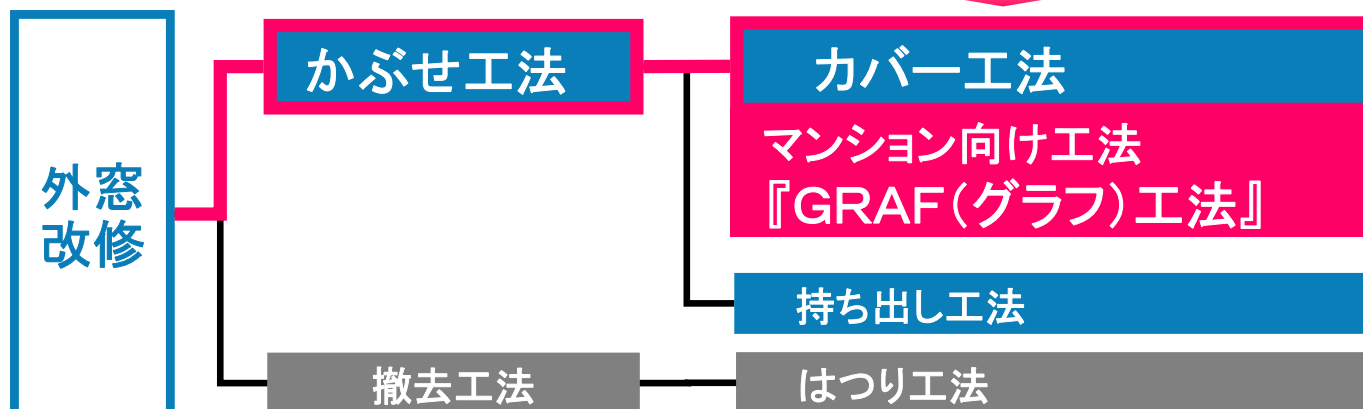 外窓
改修
かぶせ工法
カバー工法
マンション向け工法
『GRAF(グラフ)工法』
持ち出し工法
撤去工法
はつり工法